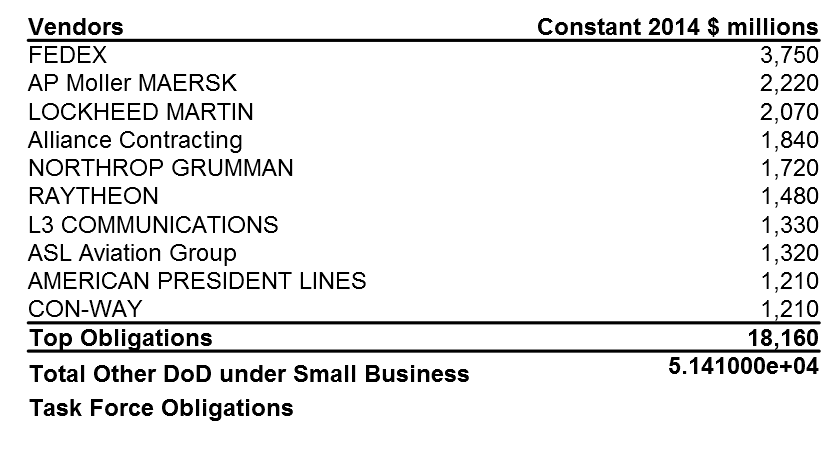 Vendors Constant 2014 $ millions
FEDEX 3,750
AP Moller MAERSK 2,220
LOCKHEED MARTIN 2,070
Alliance Contracting 1,840
NORTHROP GRUMMAN 1,720
RAYTHEON 1,480
L3 COMMUNICATIONS 1,330
ASL Aviation Group 1,320
AMERICAN PRESIDENT LINES 1,210
CON-WAY 1,210
Top Obligations 18,160
Total Other DoD under Small Business 5.141000e+04
Task Force Obligations